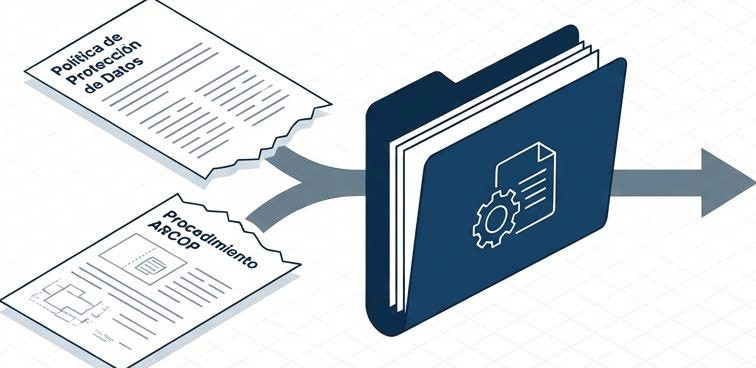 Política de
Protección
de Datos
Procedimiento
ARCOP